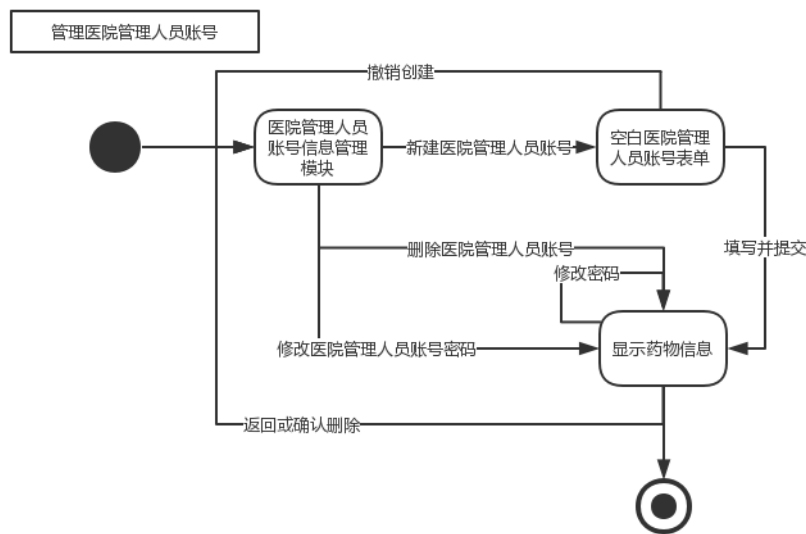 管理医院管理人员账号
撤销创建
医院管理人员
账号信息管理
模块
新建医院管理人员账号
空白医院管理
人员账号表单
填写并提交
删除医院管理人员账号
修改密码
修改医院管理人员账号密码
显示药物信息
返回或确认删除